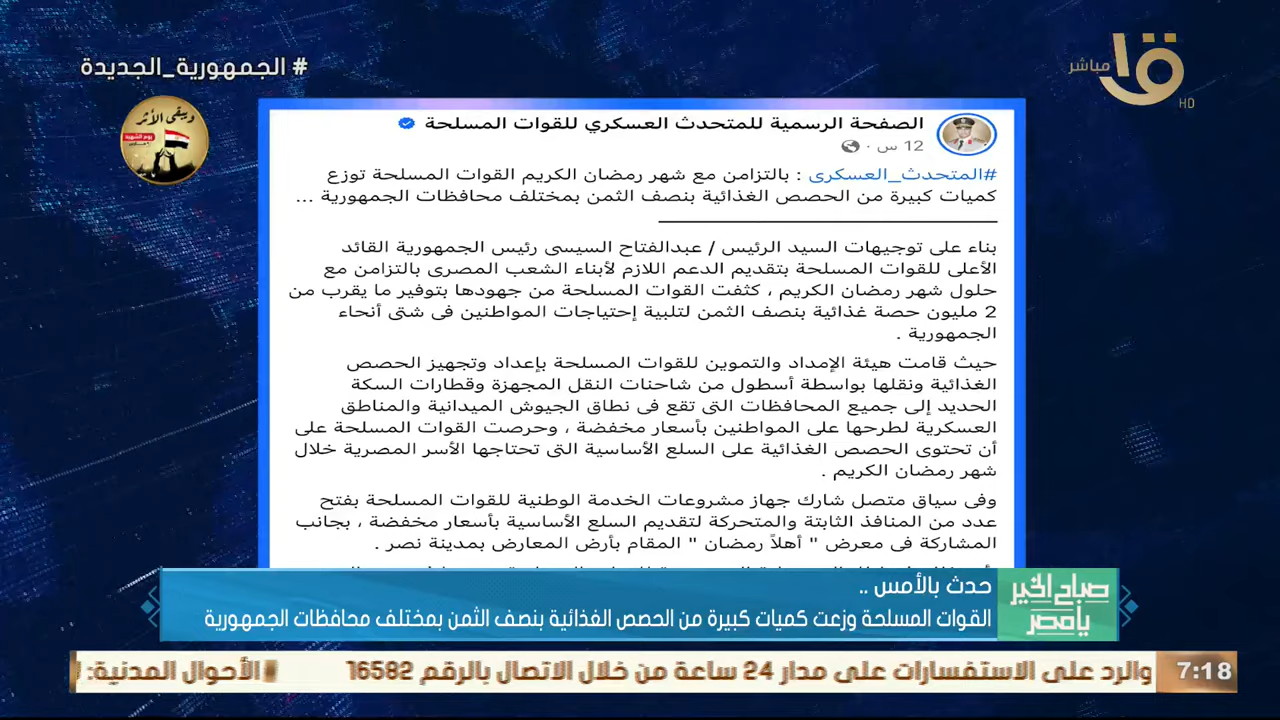 # الجمهورية_الجديدة
مباشر
HD
ويبقى الأثر
يوم الشهيد
الصفحة الرسمية للمتحدث العسكري للقوات المسلحة
12 س ·
#المتحدث_العسكرى : بالتزامن مع شهر رمضان الكريم القوات المسلحة توزع
كميات كبيرة من الحصص الغذائية بنصف الثمن بمختلف محافظات الجمهورية ...
بناء على توجيهات السيد الرئيس / عبدالفتاح السيسى رئيس الجمهورية القائد
الأعلى للقوات المسلحة بتقديم الدعم اللازم لأبناء الشعب المصرى بالتزامن مع
حلول شهر رمضان الكريم ، كثفت القوات المسلحة من جهودها بتوفير ما يقرب من
2 مليون حصة غذائية بنصف الثمن لتلبية إحتياجات المواطنين فى شتى أنحاء
الجمهورية .
حيث قامت هيئة الإمداد والتموين للقوات المسلحة بإعداد وتجهيز الحصص
الغذائية ونقلها بواسطة أسطول من شاحنات النقل المجهزة وقطارات السكة
الحديد إلى جميع المحافظات التى تقع فى نطاق الجيوش الميدانية والمناطق
العسكرية لطرحها على المواطنين بأسعار مخفضة ، وحرصت القوات المسلحة على
أن تحتوى الحصص الغذائية على السلع الأساسية التى تحتاجها الأسر المصرية خلال
شهر رمضان الكريم .
وفى سياق متصل شارك جهاز مشروعات الخدمة الوطنية للقوات المسلحة بفتح
عدد من المنافذ الثابتة والمتحركة لتقديم السلع الأساسية بأسعار مخفضة ، بجانب
المشاركة فى معرض " أهلاً رمضان " المقام بأرض المعارض بمدينة نصر .
صباح الخير
يا مصر
حدث بالأمس ..
القوات المسلحة وزعت كميات كبيرة من الحصص الغذائية بنصف الثمن بمختلف محافظات الجمهورية
7:18
والرد على الاستفسارات على مدار 24 ساعة من خلال الاتصال بالرقم 16582
الأحوال المدنية: